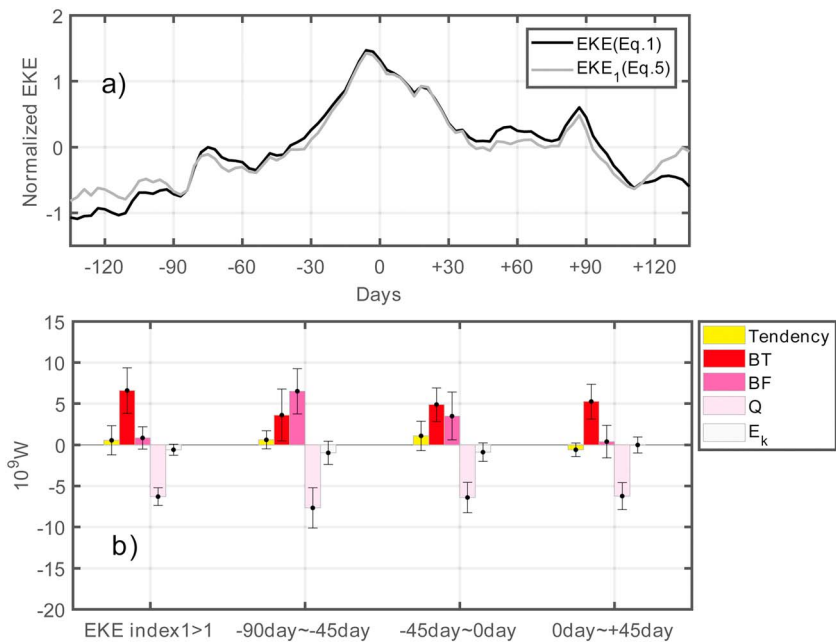 2
1
0
-1
Normalized EKE
a)
EKE(Eq.1)
EKE₁(Eq.5)
-120 -90 -60 -30 0 +30 +60 +90 +120
Days
15
10
5
0
-5
-10
-15
-20
10⁹W
b)
Tendency
BT
BF
Q
Eₖ
EKE index1>1 -90day~-45day -45day~0day 0day~+45day